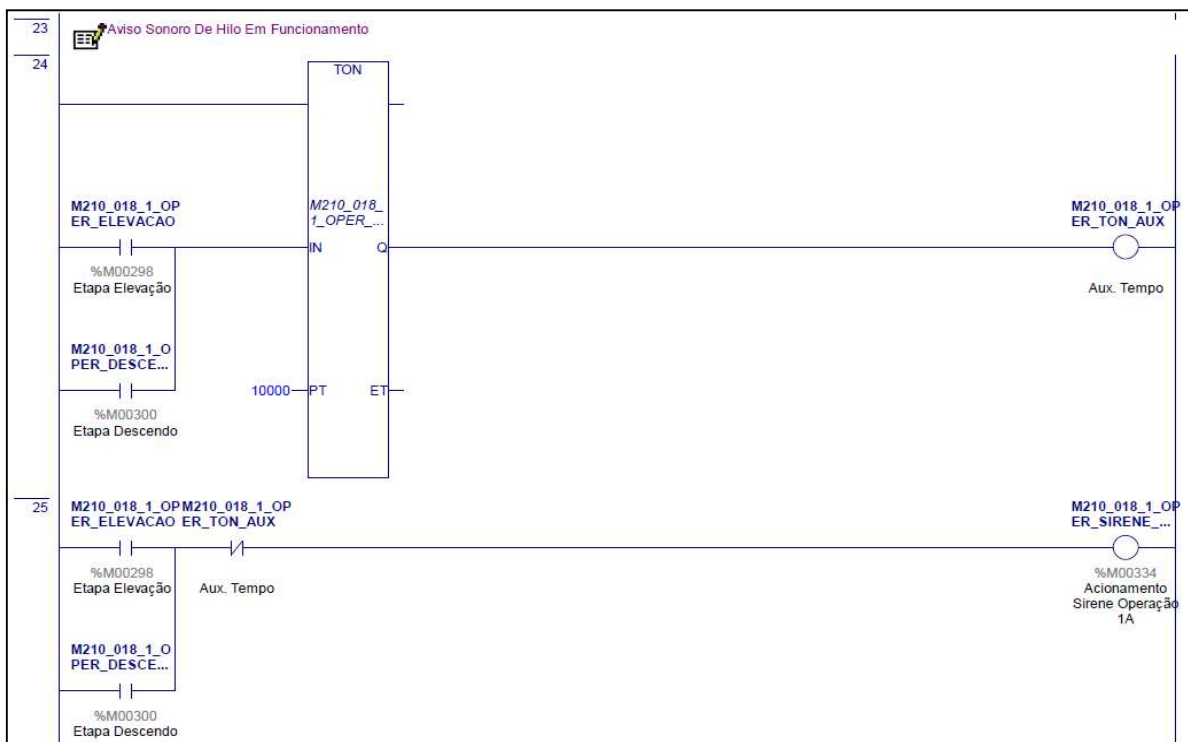 23
Aviso Sonoro De Hilo Em Funcionamento
24
TON
M210_018_1_OP
ER_ELEVACAO
M210_018_
1_OPER_...
M210_018_1_OP
ER_TON_AUX
IN
Q
%M00298
Etapa Elevação
Aux. Tempo
M210_018_1_O
PER_DESCE...
10000
PT
ET
%M00300
Etapa Descendo
25
M210_018_1_OP
ER_ELEVACAO
M210_018_1_OP
ER_TON_AUX
M210_018_1_OP
ER_SIRENE_...
%M00298
Etapa Elevação
Aux. Tempo
%M00334
Acionamento
Sirene Operação
1A
M210_018_1_O
PER_DESCE...
%M00300
Etapa Descendo